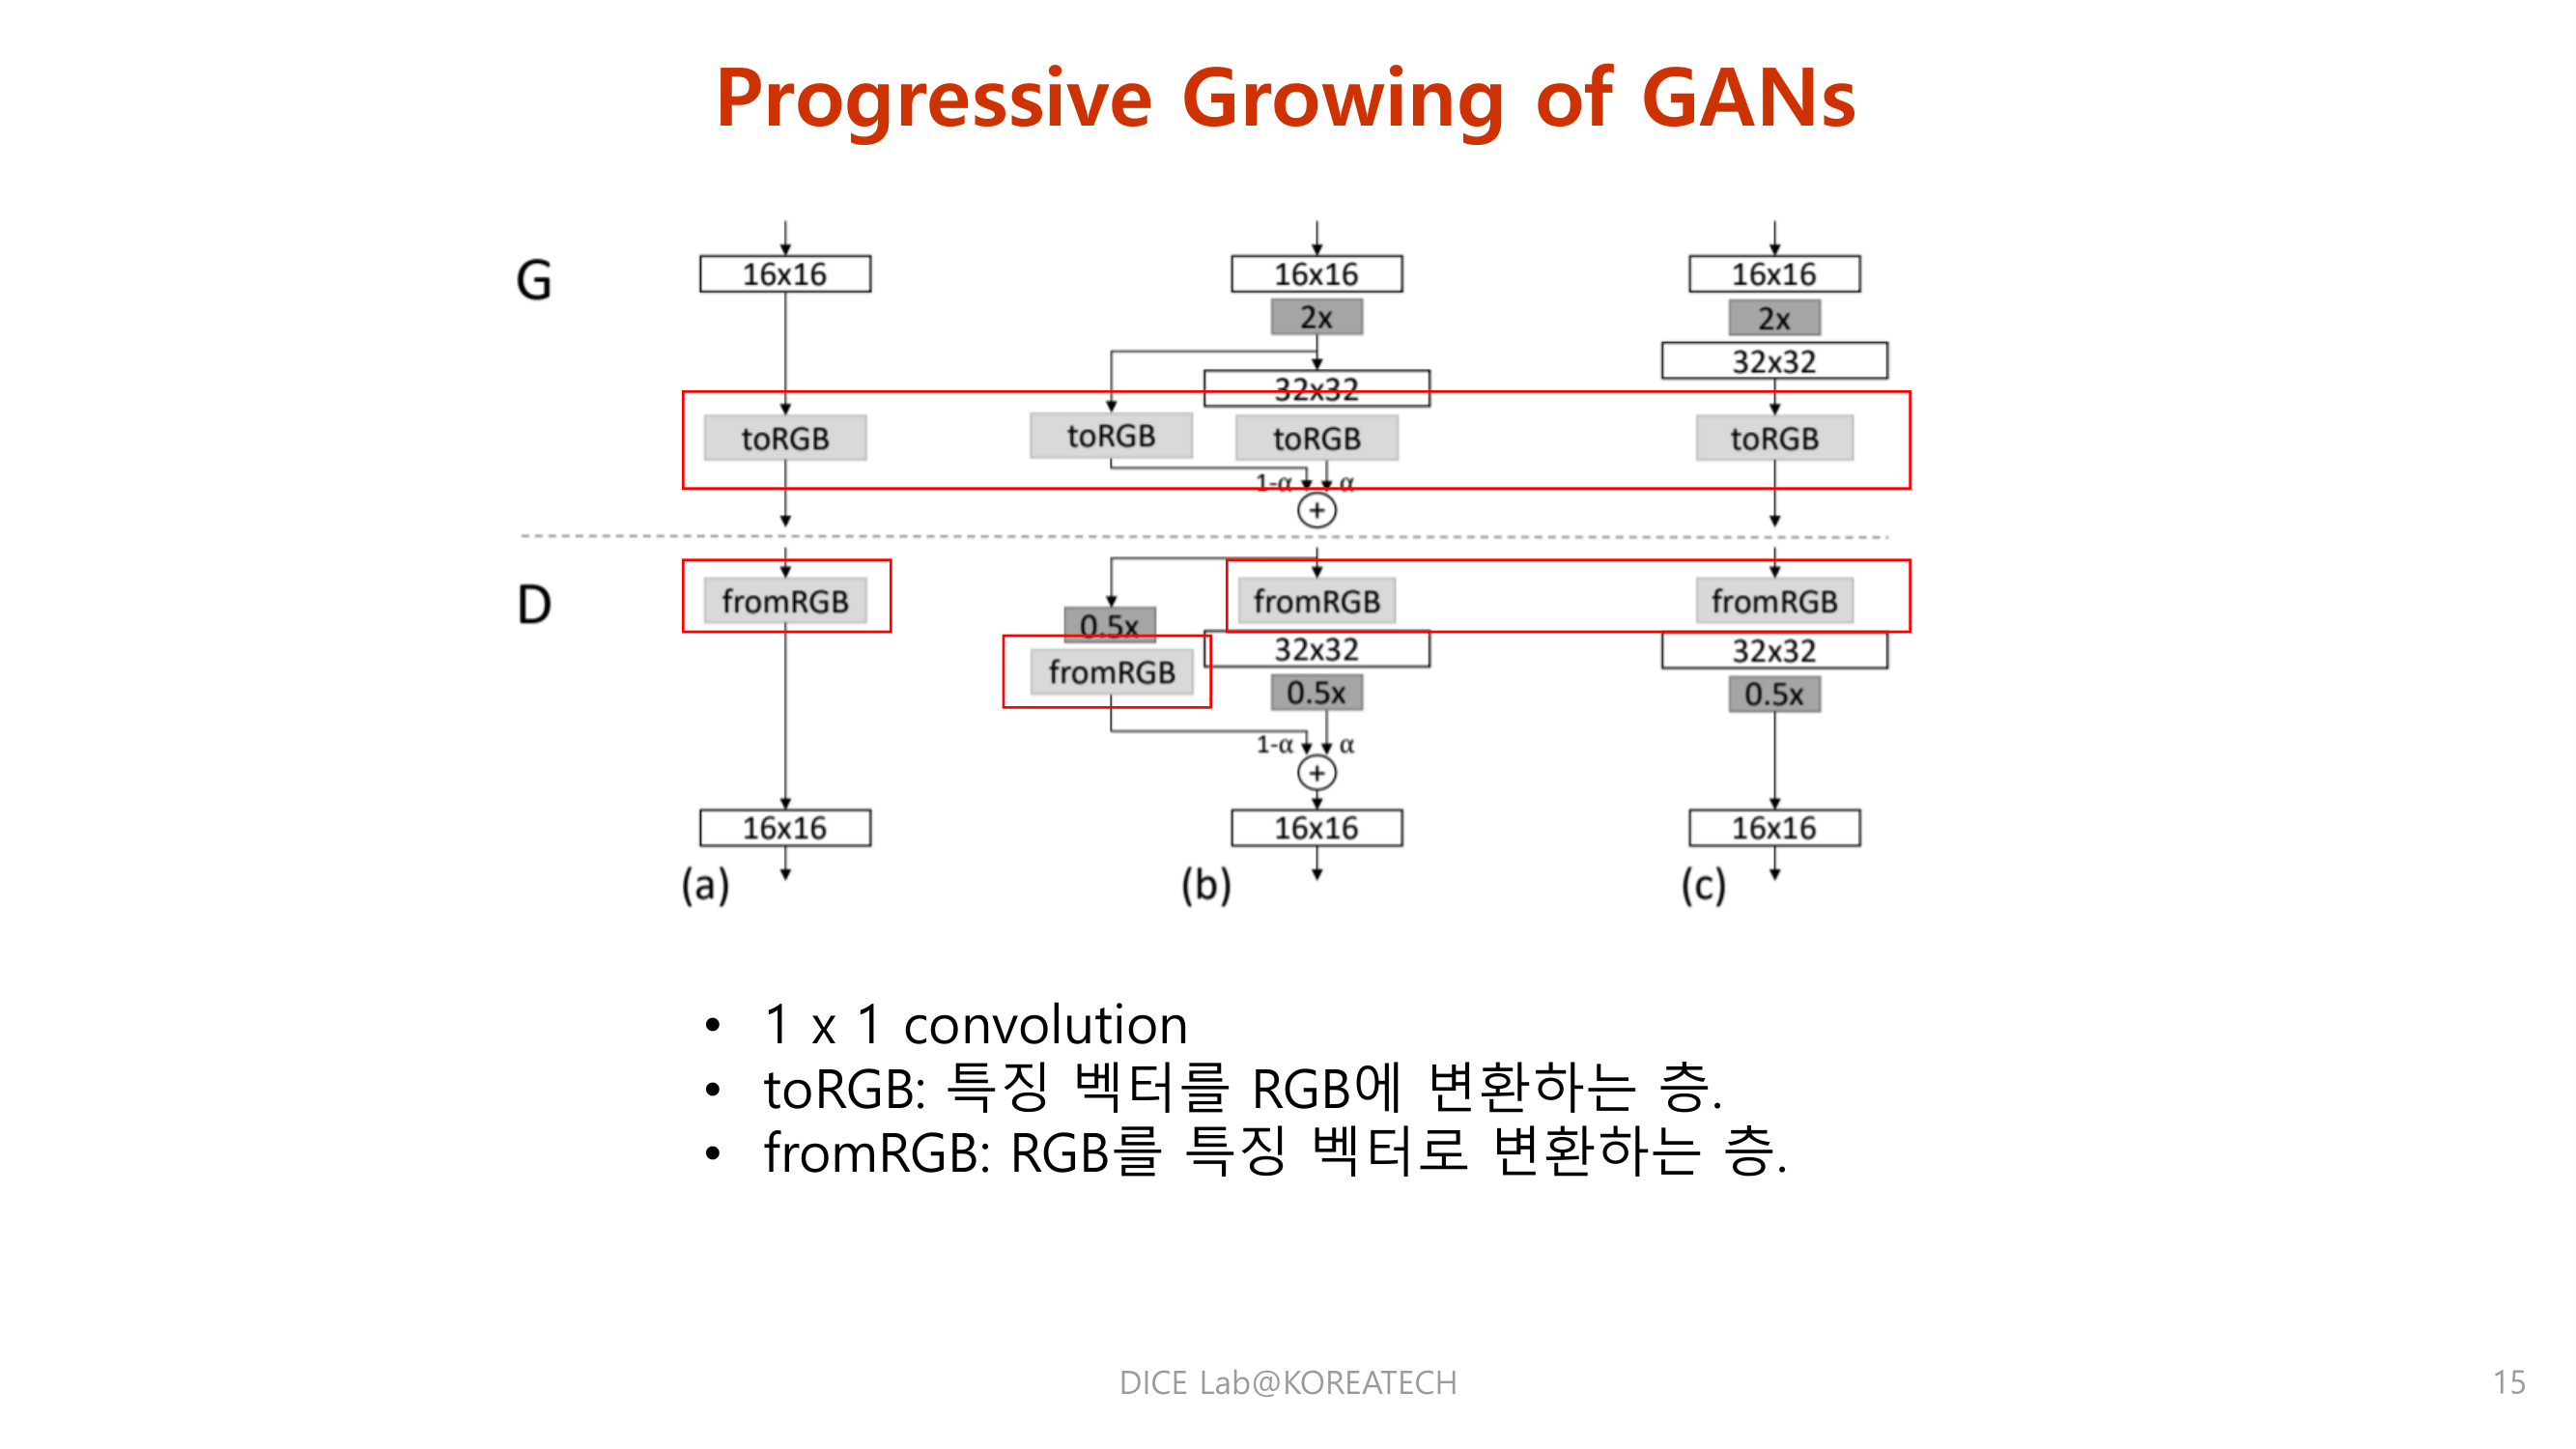 Progressive Growing of GANs
G
16x16
16x16
16x16
2x
2x
32x32
32x32
toRGB
toRGB
toRGB
toRGB
1-α
α
+
D
fromRGB
fromRGB
fromRGB
0.5x
32x32
32x32
fromRGB
0.5x
0.5x
1-α
α
+
16x16
16x16
16x16
(a)
(b)
(c)
• 1 x 1 convolution
• toRGB: 특징 벡터를 RGB에 변환하는 층.
• fromRGB: RGB를 특징 벡터로 변환하는 층.
DICE Lab@KOREATECH
15